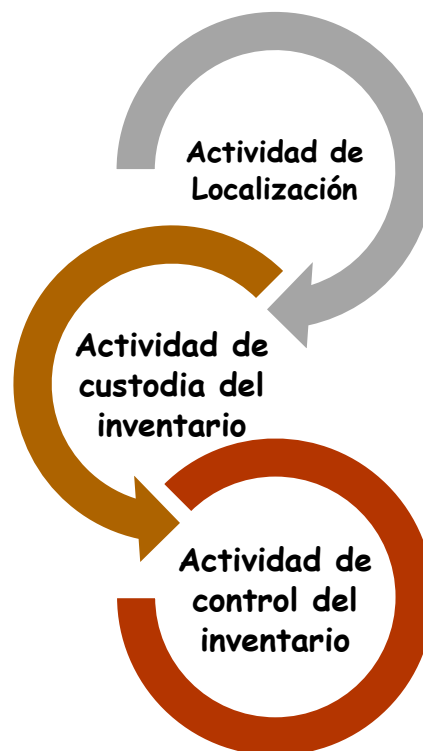 Actividad de
Localización
Actividad de
custodia del
inventario
Actividad de
control del
inventario